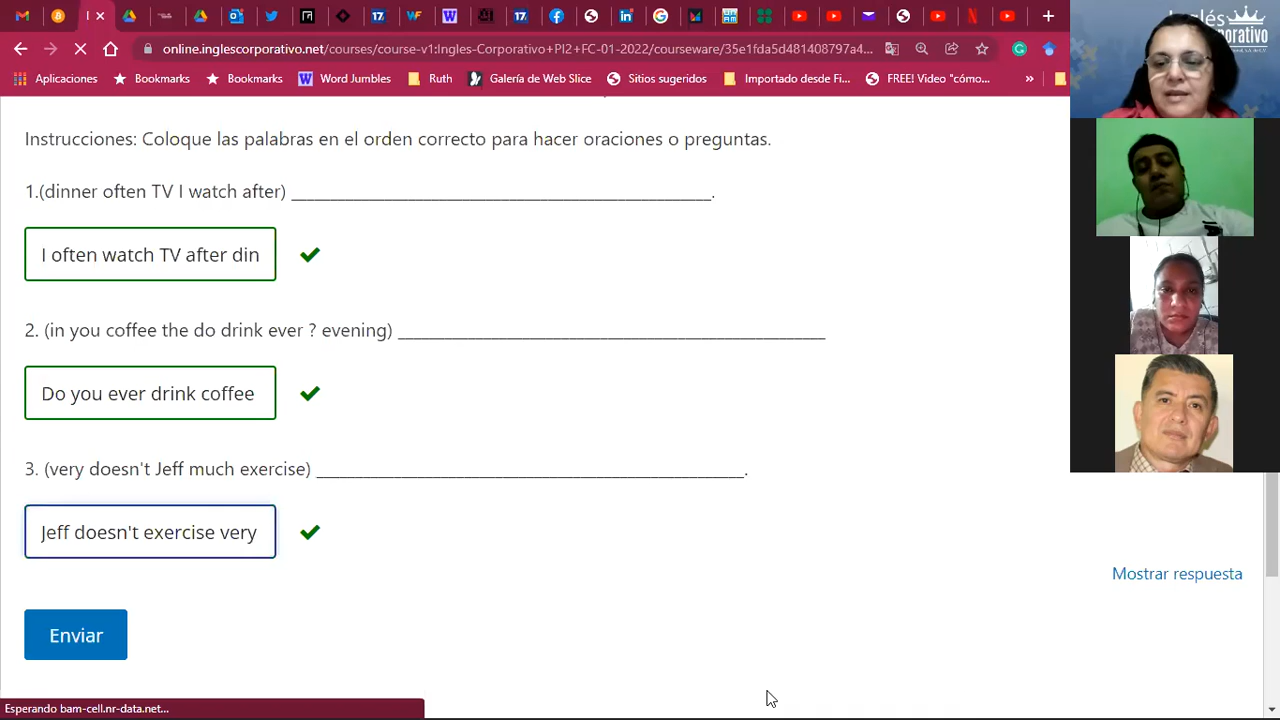 online.inglescorporativo.net/courses/course-v1:Ingles-Corporativo+PI2+FC-01-2022/courseware/35e1fda5d481408797a4...
Aplicaciones Bookmarks Bookmarks Word Jumbles Ruth Galería de Web Slice Sitios sugeridos Importado desde Fi... FREE! Video "cómo... »
Instrucciones: Coloque las palabras en el orden correcto para hacer oraciones o preguntas.
1.(dinner often TV I watch after) ______________________________________________.
I often watch TV after din
2. (in you coffee the do drink ever ? evening) _______________________________________________
Do you ever drink coffee
3. (very doesn't Jeff much exercise) _______________________________________________.
Jeff doesn't exercise very
Mostrar respuesta
Enviar
Esperando bam-cell.nr-data.net...